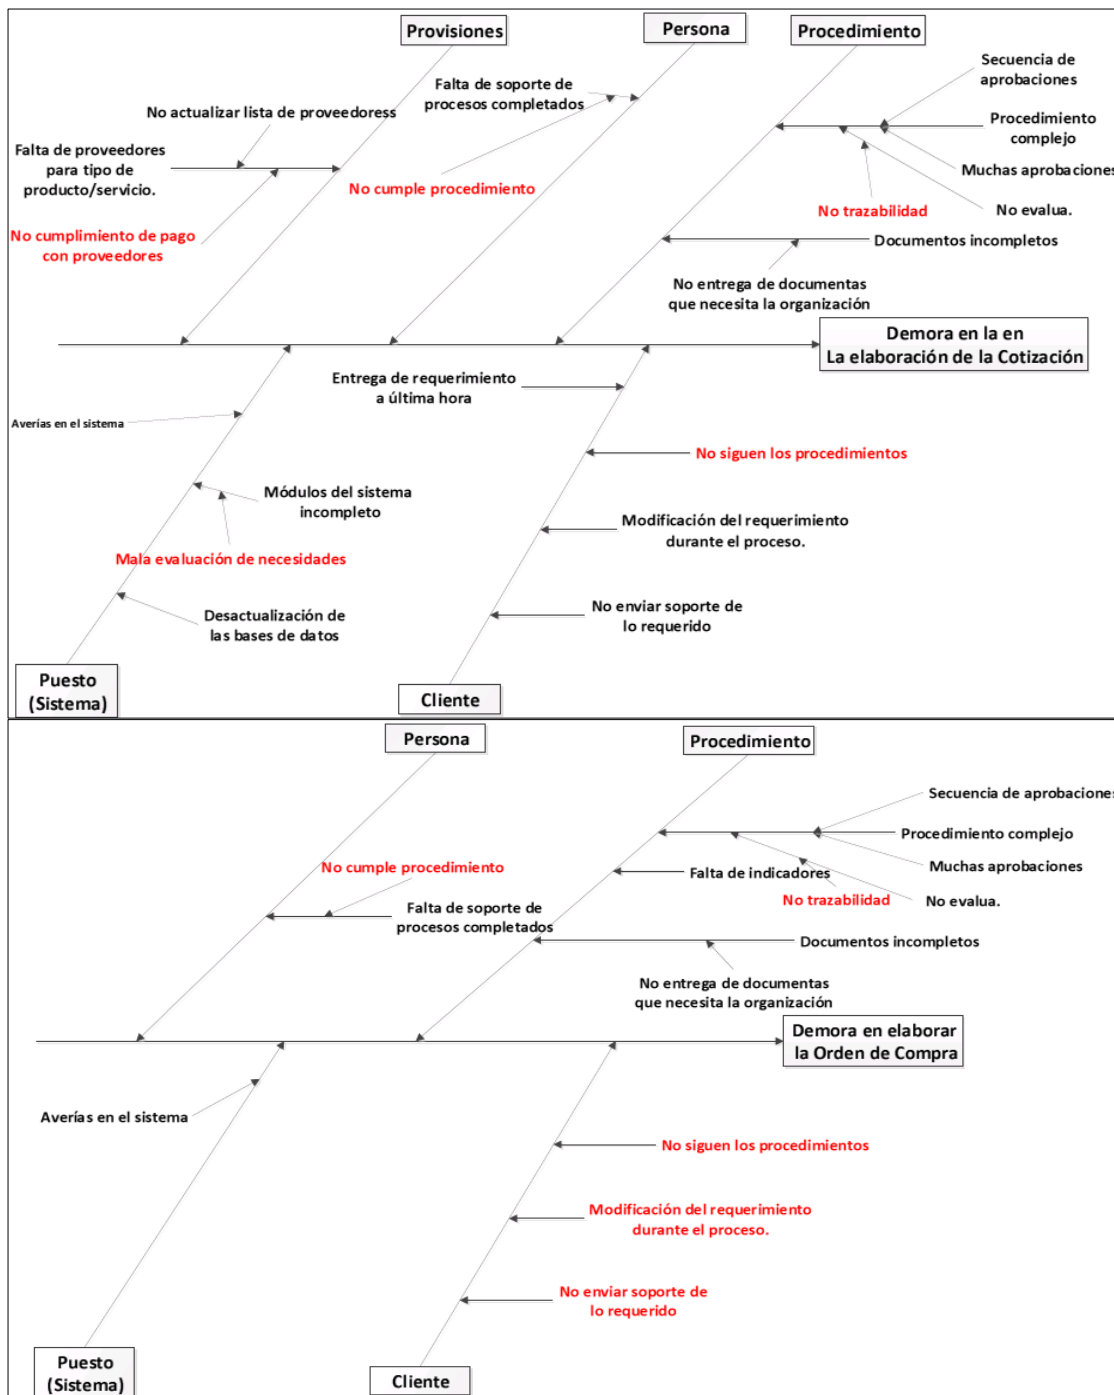 Provisiones
Persona
Procedimiento
Falta de soporte de
procesos completados
Secuencia de
aprobaciones
No actualizar lista de proveedoress
Procedimiento
complejo
Falta de proveedores
para tipo de
producto/servicio.
No cumple procedimiento
Muchas aprobaciones
No trazabilidad
No evalua.
No cumplimiento de pago
con proveedores
Documentos incompletos
No entrega de documentas
que necesita la organización
Demora en la en
La elaboración de la Cotización
Entrega de requerimiento
a última hora
Averías en el sistema
No siguen los procedimientos
Módulos del sistema
incompleto
Modificación del requerimiento
durante el proceso.
Mala evaluación de necesidades
Desactualización de
las bases de datos
No enviar soporte de
lo requerido
Puesto
(Sistema)
Cliente
Persona
Procedimiento
Secuencia de aprobaciones
Procedimiento complejo
No cumple procedimiento
Falta de indicadores
Muchas aprobaciones
No trazabilidad
No evalua.
Falta de soporte de
procesos completados
Documentos incompletos
No entrega de documentas
que necesita la organización
Demora en elaborar
la Orden de Compra
Averías en el sistema
No siguen los procedimientos
Modificación del requerimiento
durante el proceso.
No enviar soporte de
lo requerido
Puesto
(Sistema)
Cliente